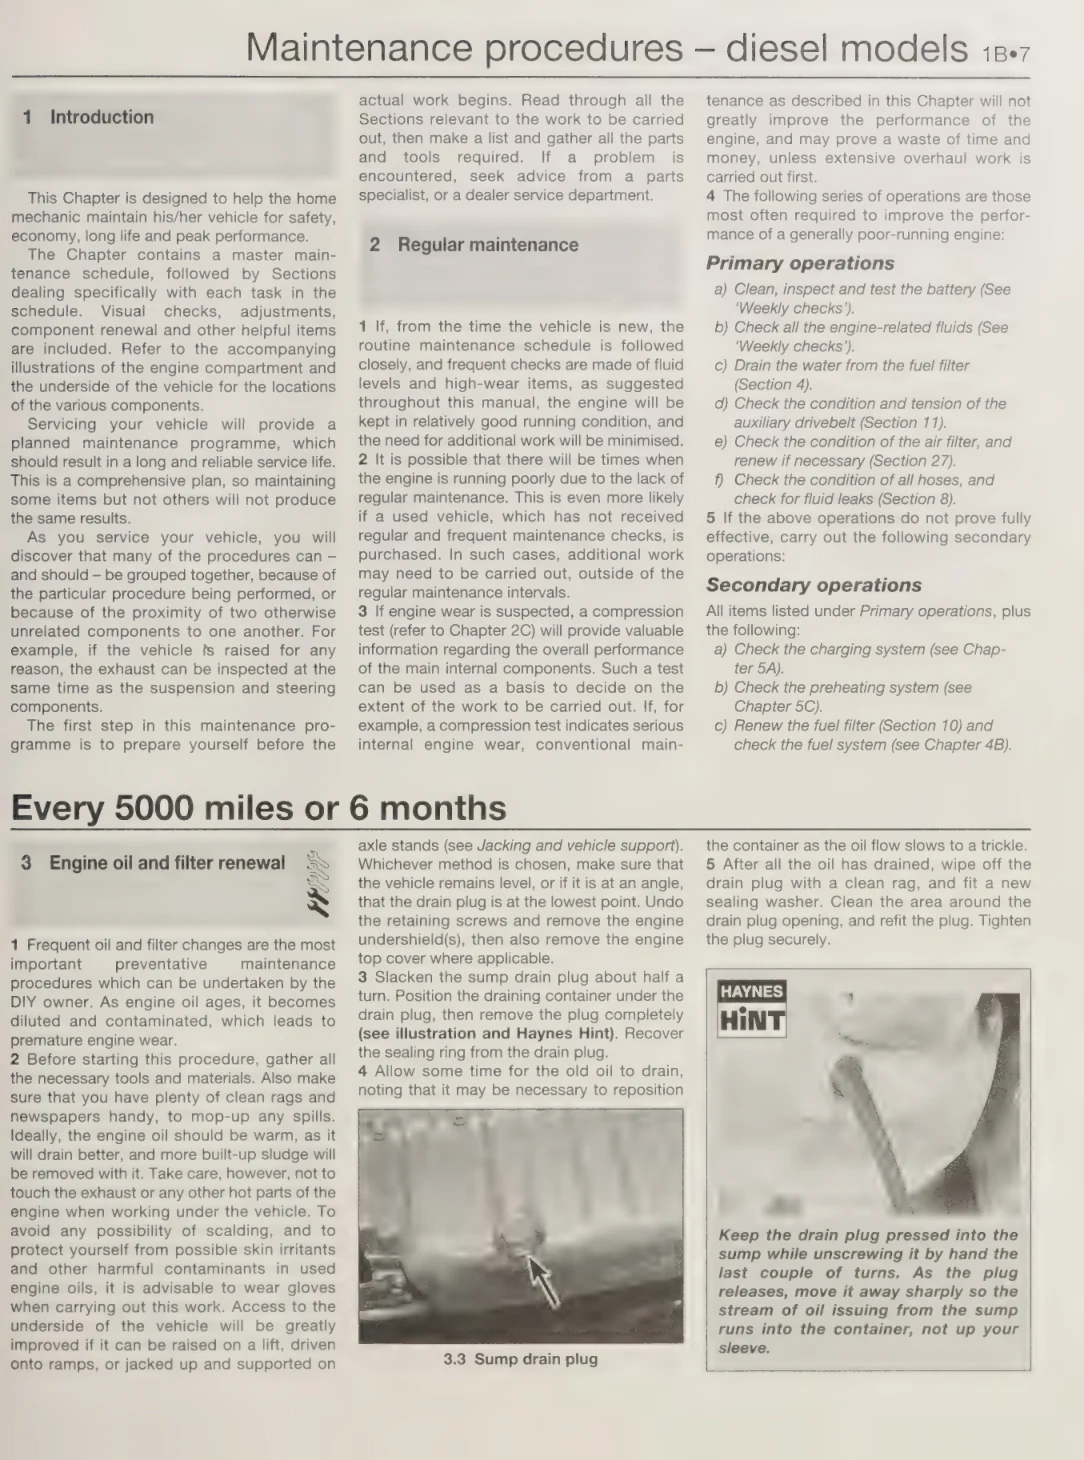 Maintenance procedures – diesel models 1B•7
1 Introduction
This Chapter is designed to help the home
mechanic maintain his/her vehicle for safety,
economy, long life and peak performance.
The Chapter contains a master main-
tenance schedule, followed by Sections
dealing specifically with each task in the
schedule. Visual checks, adjustments,
component renewal and other helpful items
are included. Refer to the accompanying
illustrations of the engine compartment and
the underside of the vehicle for the locations
of the various components.
Servicing your vehicle will provide a
planned maintenance programme, which
should result in a long and reliable service life.
This is a comprehensive plan, so maintaining
some items but not others will not produce
the same results.
As you service your vehicle, you will
discover that many of the procedures can –
and should – be grouped together, because of
the particular procedure being performed, or
because of the proximity of two otherwise
unrelated components to one another. For
example, if the vehicle is raised for any
reason, the exhaust can be inspected at the
same time as the suspension and steering
components.
The first step in this maintenance pro-
gramme is to prepare yourself before the
actual work begins. Read through all the
Sections relevant to the work to be carried
out, then make a list and gather all the parts
and tools required. If a problem is
encountered, seek advice from a parts
specialist, or a dealer service department.
2 Regular maintenance
1 If, from the time the vehicle is new, the
routine maintenance schedule is followed
closely, and frequent checks are made of fluid
levels and high-wear items, as suggested
throughout this manual, the engine will be
kept in relatively good running condition, and
the need for additional work will be minimised.
2 It is possible that there will be times when
the engine is running poorly due to the lack of
regular maintenance. This is even more likely
if a used vehicle, which has not received
regular and frequent maintenance checks, is
purchased. In such cases, additional work
may need to be carried out, outside of the
regular maintenance intervals.
3 If engine wear is suspected, a compression
test (refer to Chapter 2C) will provide valuable
information regarding the overall performance
of the main internal components. Such a test
can be used as a basis to decide on the
extent of the work to be carried out. If, for
example, a compression test indicates serious
internal engine wear, conventional main-
tenance as described in this Chapter will not
greatly improve the performance of the
engine, and may prove a waste of time and
money, unless extensive overhaul work is
carried out first.
4 The following series of operations are those
most often required to improve the perfor-
mance of a generally poor-running engine:
Primary operations
a) Clean, inspect and test the battery (See
‘Weekly checks’).
b) Check all the engine-related fluids (See
‘Weekly checks’).
c) Drain the water from the fuel filter
(Section 4).
d) Check the condition and tension of the
auxiliary drivebelt (Section 11).
e) Check the condition of the air filter, and
renew if necessary (Section 27).
f) Check the condition of all hoses, and
check for fluid leaks (Section 8).
5 If the above operations do not prove fully
effective, carry out the following secondary
operations:
Secondary operations
All items listed under Primary operations, plus
the following:
a) Check the charging system (see Chap-
ter 5A).
b) Check the preheating system (see
Chapter 5C).
c) Renew the fuel filter (Section 10) and
check the fuel system (see Chapter 4B).
Every 5000 miles or 6 months
3 Engine oil and filter renewal
1 Frequent oil and filter changes are the most
important preventative maintenance
procedures which can be undertaken by the
DIY owner. As engine oil ages, it becomes
diluted and contaminated, which leads to
premature engine wear.
2 Before starting this procedure, gather all
the necessary tools and materials. Also make
sure that you have plenty of clean rags and
newspapers handy, to mop-up any spills.
Ideally, the engine oil should be warm, as it
will drain better, and more built-up sludge will
be removed with it. Take care, however, not to
touch the exhaust or any other hot parts of the
engine when working under the vehicle. To
avoid any possibility of scalding, and to
protect yourself from possible skin irritants
and other harmful contaminants in used
engine oils, it is advisable to wear gloves
when carrying out this work. Access to the
underside of the vehicle will be greatly
improved if it can be raised on a lift, driven
onto ramps, or jacked up and supported on
axle stands (see Jacking and vehicle support).
Whichever method is chosen, make sure that
the vehicle remains level, or if it is at an angle,
that the drain plug is at the lowest point. Undo
the retaining screws and remove the engine
undershield(s), then also remove the engine
top cover where applicable.
3 Slacken the sump drain plug about half a
turn. Position the draining container under the
drain plug, then remove the plug completely
(see illustration and Haynes Hint). Recover
the sealing ring from the drain plug.
4 Allow some time for the old oil to drain,
noting that it may be necessary to reposition
3.3 Sump drain plug
the container as the oil flow slows to a trickle.
5 After all the oil has drained, wipe off the
drain plug with a clean rag, and fit a new
sealing washer. Clean the area around the
drain plug opening, and refit the plug. Tighten
the plug securely.
HAYNES
HiNT
Keep the drain plug pressed into the
sump while unscrewing it by hand the
last couple of turns. As the plug
releases, move it away sharply so the
stream of oil issuing from the sump
runs into the container, not up your
sleeve.